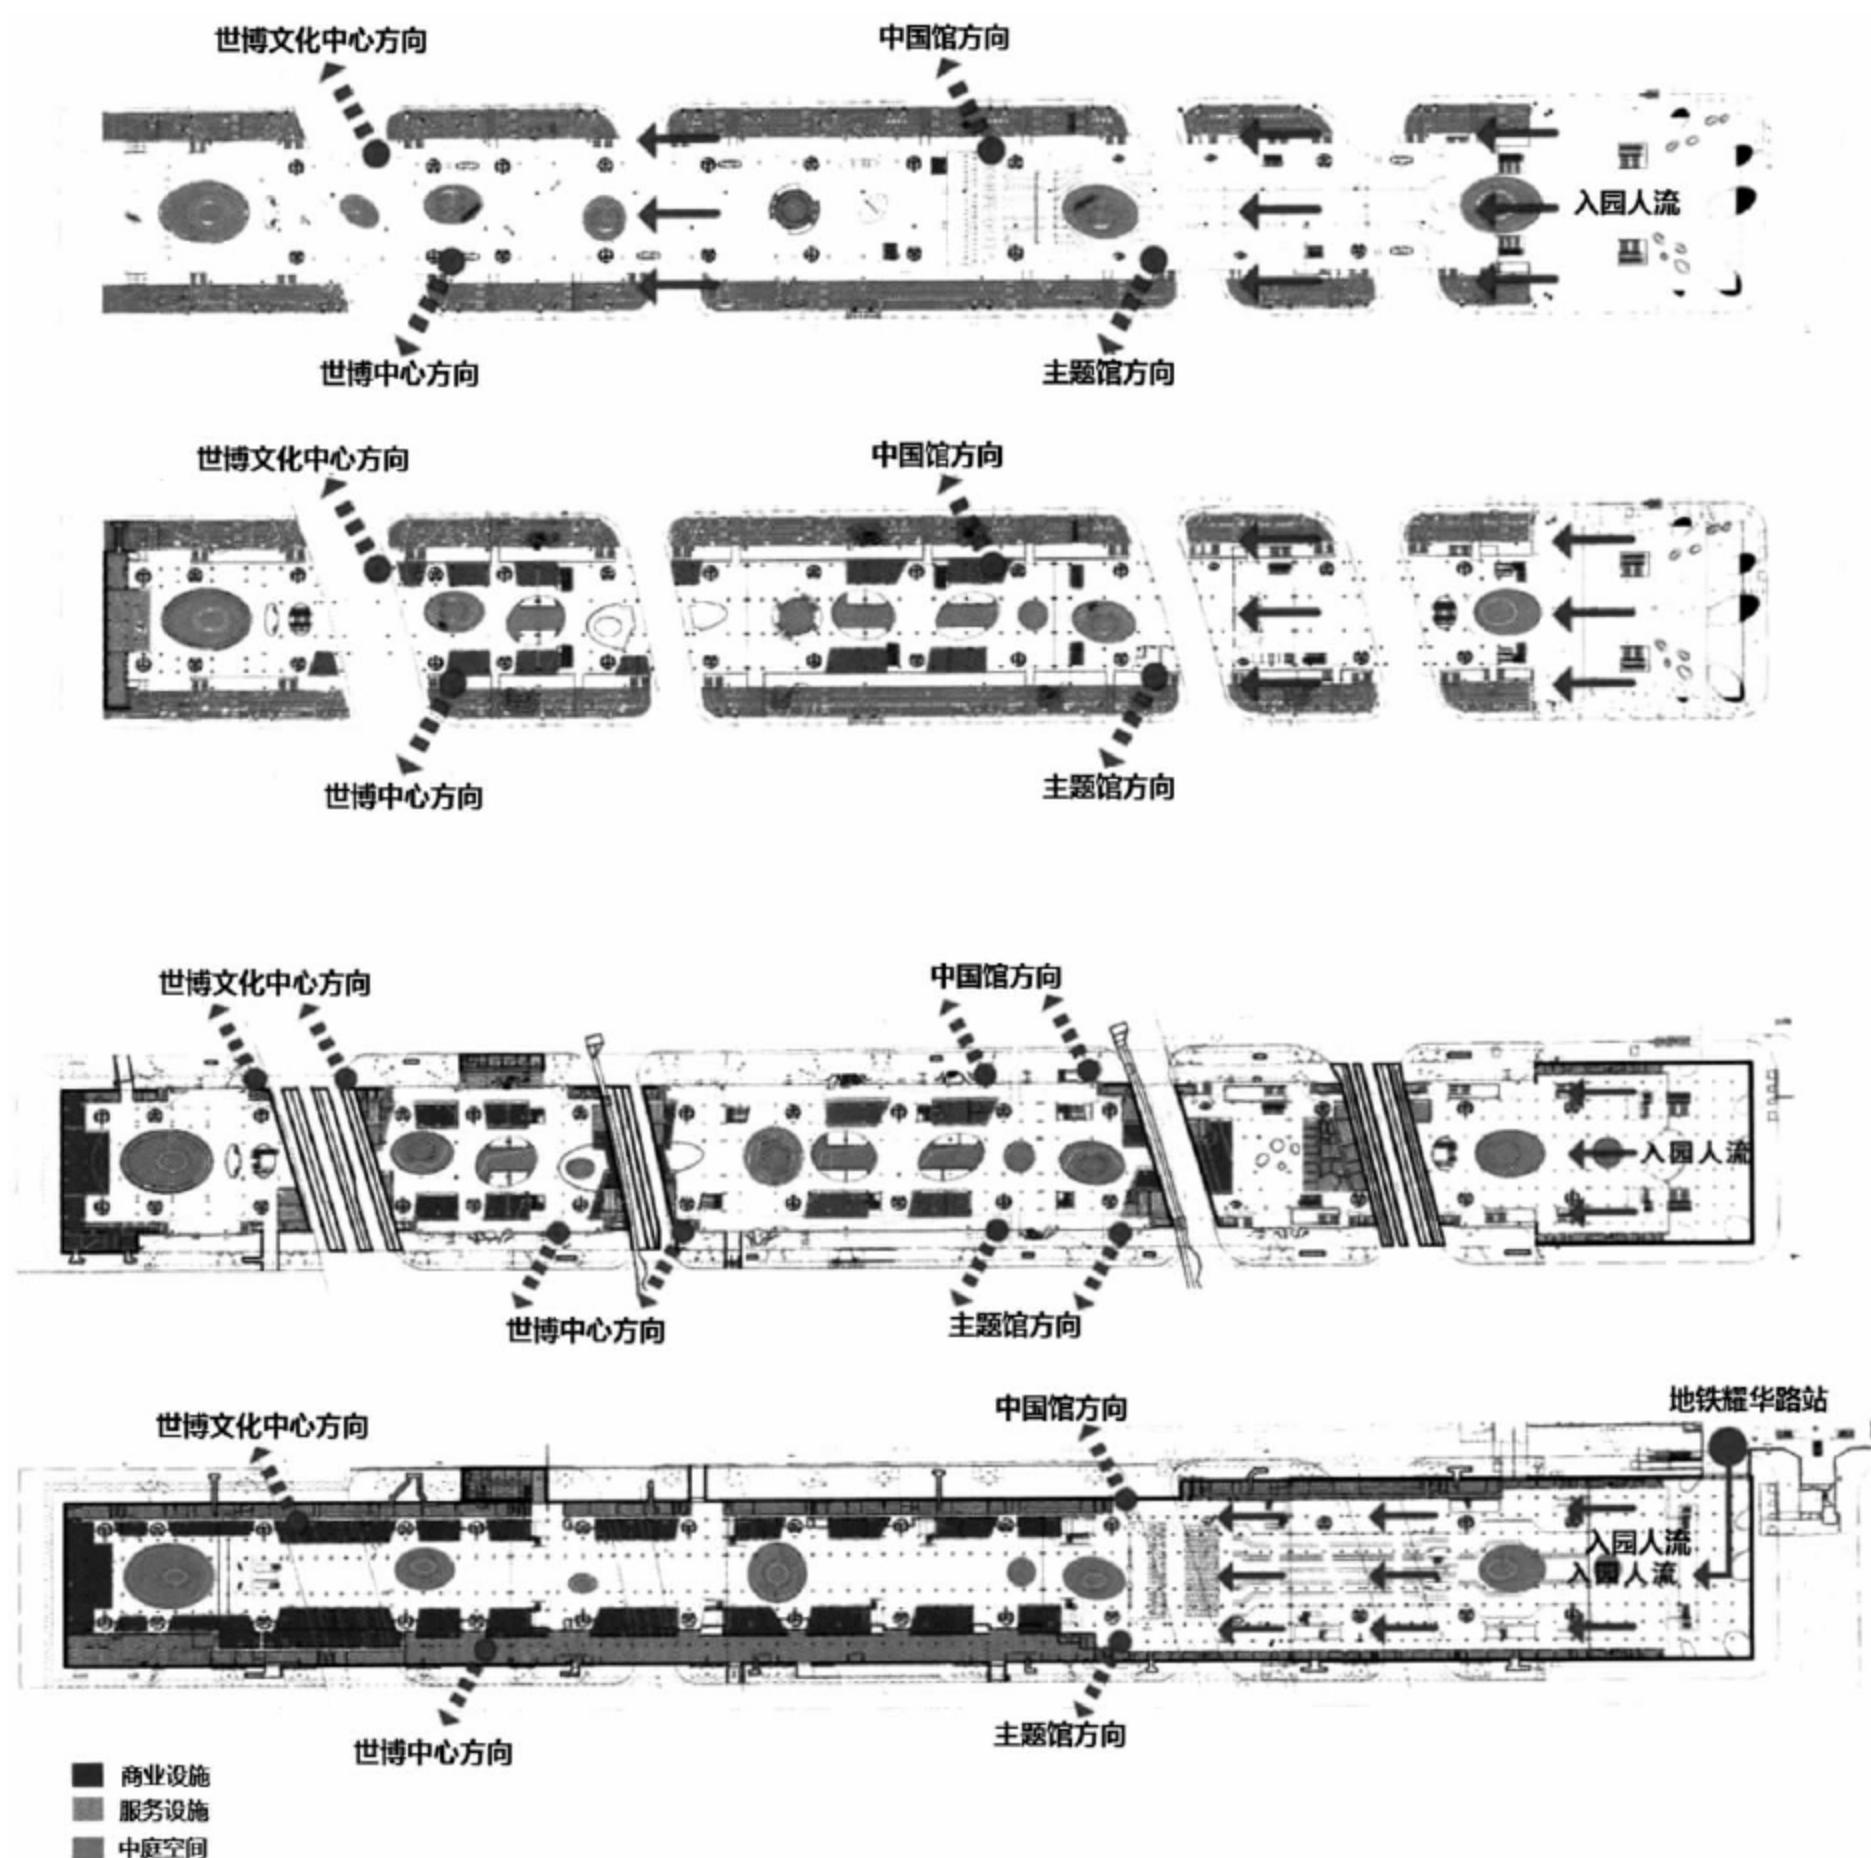 世博文化中心方向
中国馆方向
入园人流
世博中心方向
主题馆方向
世博文化中心方向
中国馆方向
世博中心方向
主题馆方向
世博文化中心方向
中国馆方向
入园人流
世博中心方向
主题馆方向
地铁耀华路站
世博文化中心方向
中国馆方向
入园人流
入园人流
世博中心方向
主题馆方向
商业设施
服务设施
中庭空间